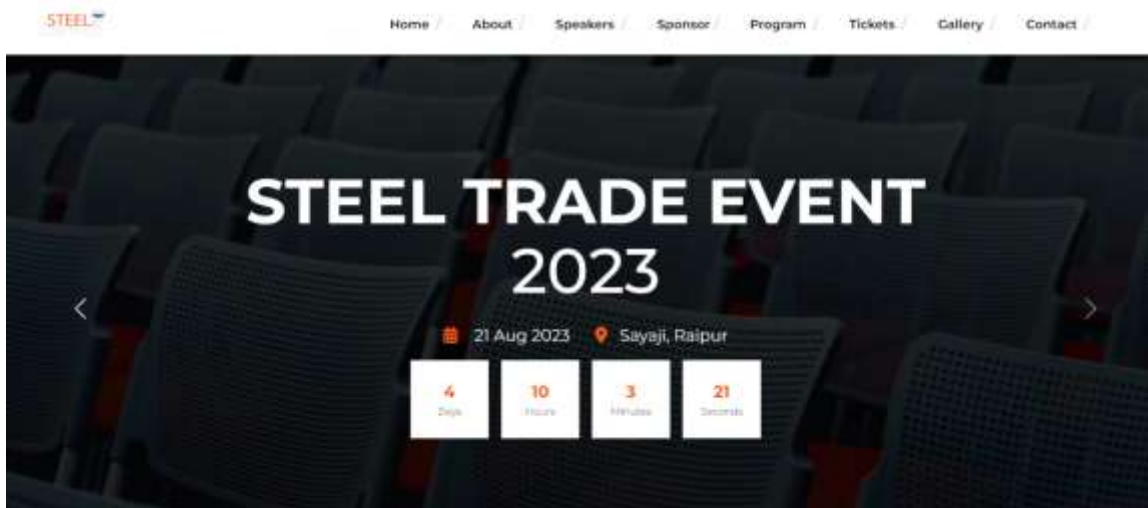 STEEL
Home / About / Speakers / Sponsor / Program / Tickets / Gallery / Contact /
STEEL TRADE EVENT
2023
21 Aug 2023 Sayaji, Raipur
4 10 3 21
Days Hours Minutes Seconds